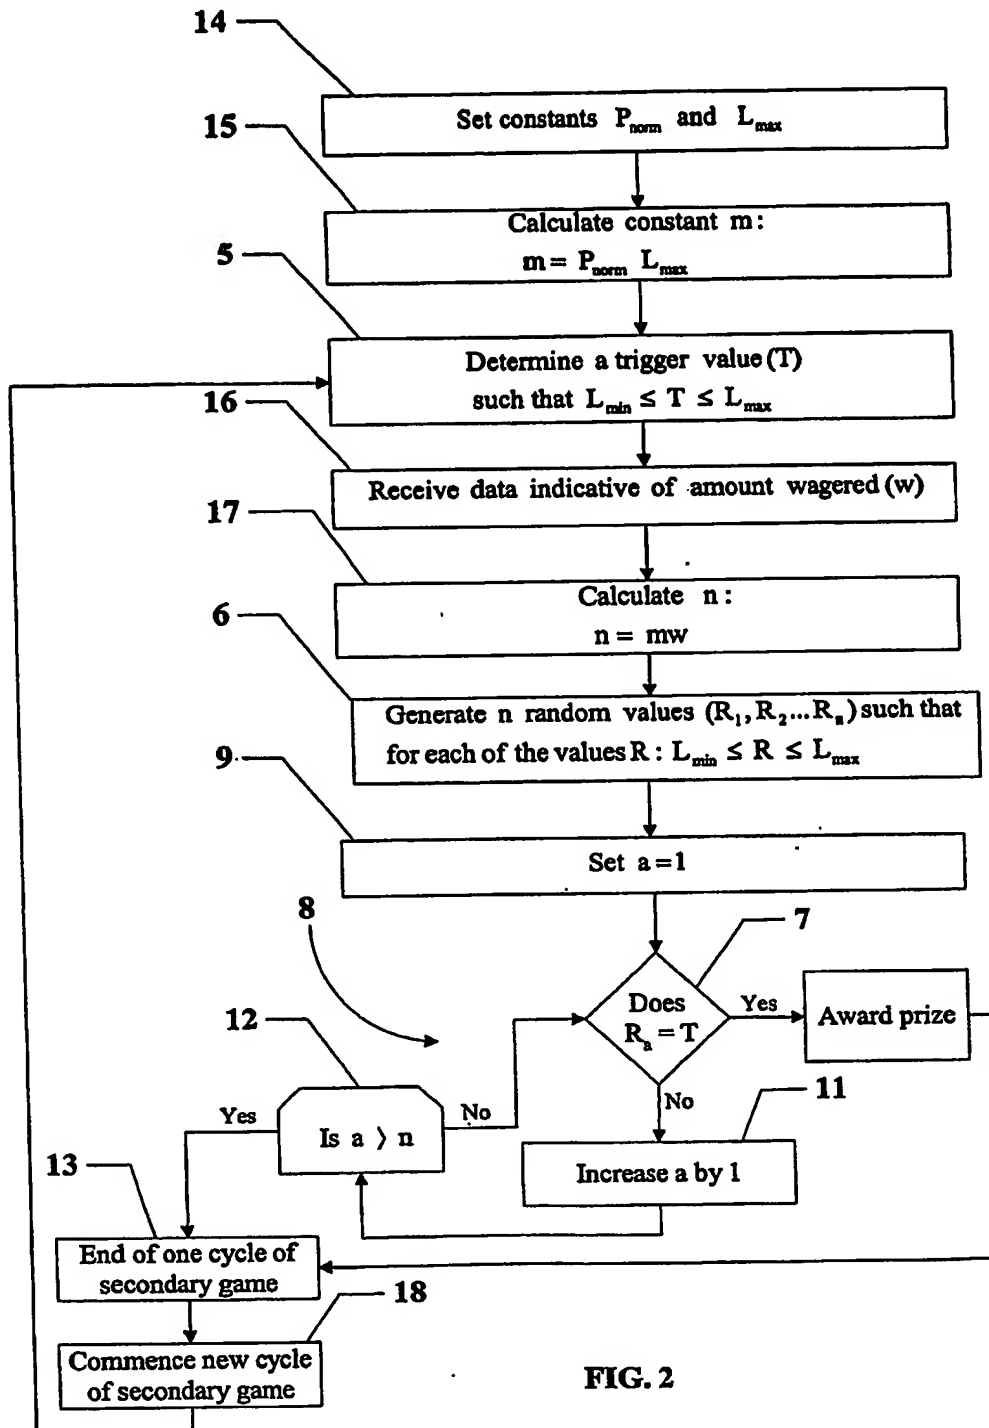 14
Set constants P_norm and L_max
15
Calculate constant m:
m = P_norm L_max
5
Determine a trigger value (T)
such that L_min ≤ T ≤ L_max
16
Receive data indicative of amount wagered (w)
17
Calculate n:
n = mw
6
Generate n random values (R_1, R_2...R_n) such that
for each of the values R: L_min ≤ R ≤ L_max
9
Set a=1
8
7
Does
R_a = T
Yes
Award prize
No
11
Increase a by 1
12
Is a > n
No
Yes
13
End of one cycle of
secondary game
18
Commence new cycle
of secondary game
FIG. 2